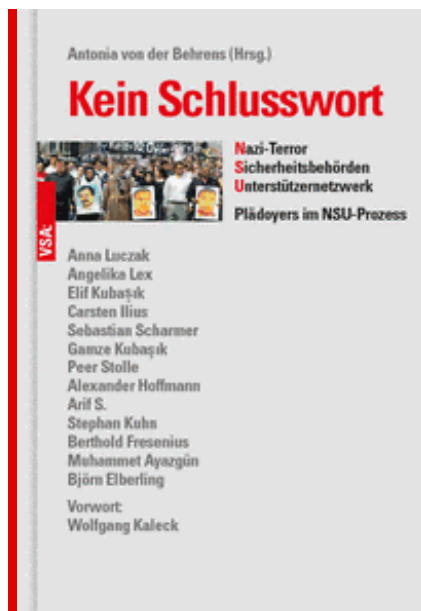 Antonia von der Behrens (Hrsg.)
Kein Schlusswort
Nazi-Terror
Sicherheitsbehörden
Unterstützernetzwerk
Plädoyers im NSU-Prozess
VSA:
Anna Luczak
Angelika Lex
Elif Kubaşık
Carsten Ilius
Sebastian Scharmer
Gamze Kubaşık
Peer Stolle
Alexander Hoffmann
Arif S.
Stephan Kuhn
Berthold Fresenius
Muhammet Ayazgün
Björn Elberling
Vorwort:
Wolfgang Kaleck